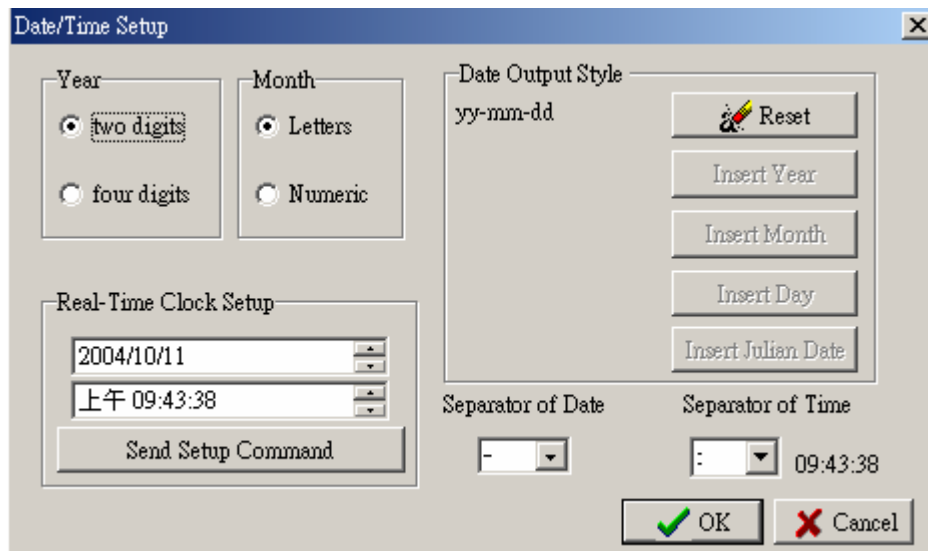 Date/Time Setup
Year
two digits
four digits
Month
Letters
Numeric
Date Output Style
yy-mm-dd
Reset
Insert Year
Insert Month
Insert Day
Insert Julian Date
Real-Time Clock Setup
2004/10/11
上午 09:43:38
Send Setup Command
Separator of Date
-
Separator of Time
:
09:43:38
OK
Cancel